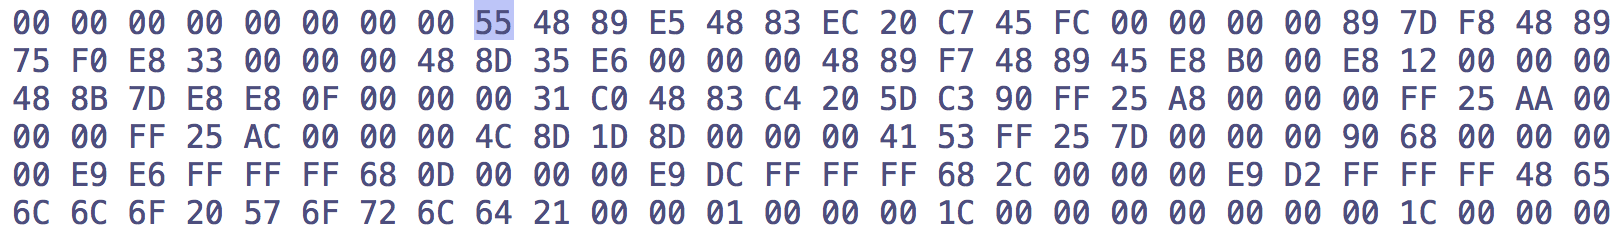 00 00 00 00 00 00 00 00 55 48 89 E5 48 83 EC 20 C7 45 FC 00 00 00 00 89 7D F8 48 89
75 F0 E8 33 00 00 00 48 8D 35 E6 00 00 00 48 89 F7 48 89 45 E8 B0 00 E8 12 00 00 00
48 8B 7D E8 E8 0F 00 00 00 31 C0 48 83 C4 20 5D C3 90 FF 25 A8 00 00 00 FF 25 AA 00
00 00 FF 25 AC 00 00 00 4C 8D 1D 8D 00 00 00 41 53 FF 25 7D 00 00 00 90 68 00 00 00
00 E9 E6 FF FF FF 68 0D 00 00 00 E9 DC FF FF FF 68 2C 00 00 00 E9 D2 FF FF FF 48 65
6C 6C 6F 20 57 6F 72 6C 64 21 00 00 01 00 00 00 1C 00 00 00 00 00 00 00 1C 00 00 00